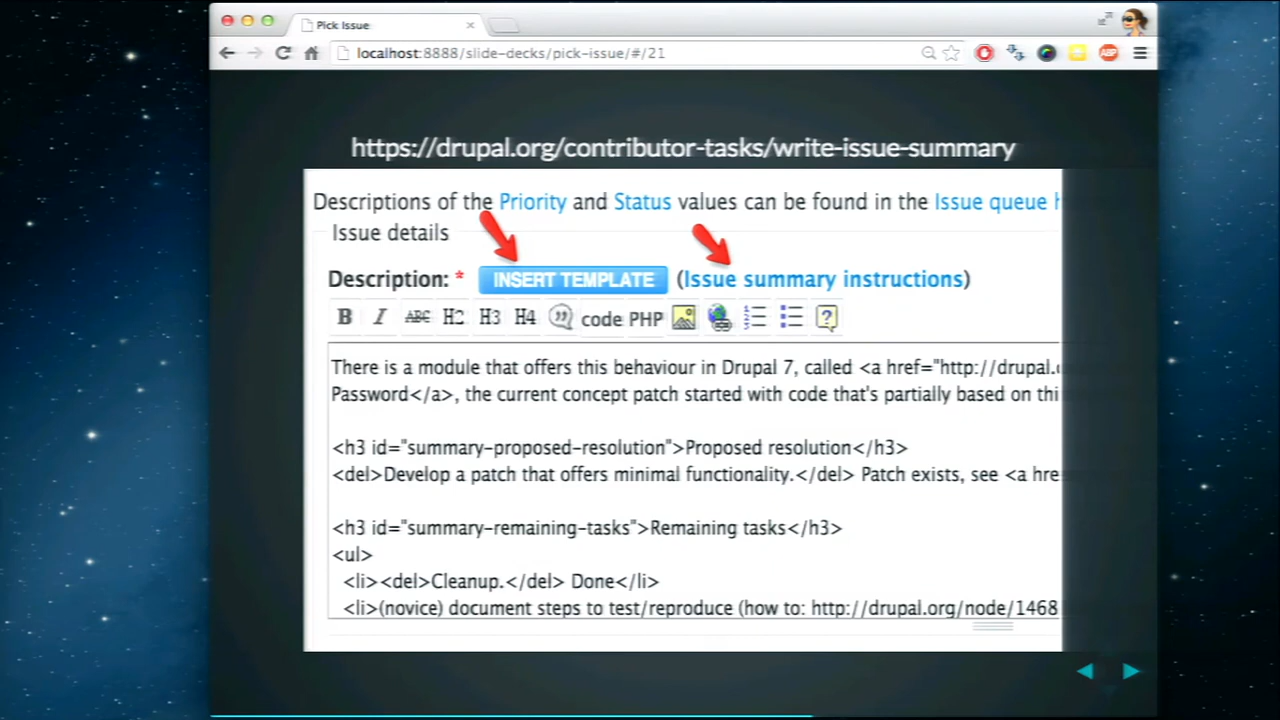 Pick Issue
localhost:8888/slide-decks/pick-issue/#/21
ABP
https://drupal.org/contributor-tasks/write-issue-summary
Descriptions of the Priority and Status values can be found in the Issue queue h
Issue details
Description: * INSERT TEMPLATE (Issue summary instructions)
B I ABC H2 H3 H4 code PHP
There is a module that offers this behaviour in Drupal 7, called <a href="http://drupal.
Password</a>, the current concept patch started with code that's partially based on thi
<h3 id="summary-proposed-resolution">Proposed resolution</h3>
<del>Develop a patch that offers minimal functionality.</del> Patch exists, see <a hre
<h3 id="summary-remaining-tasks">Remaining tasks</h3>
<ul>
<li><del>Cleanup.</del> Done</li>
<li>(novice) document steps to test/reproduce (how to: http://drupal.org/node/1468